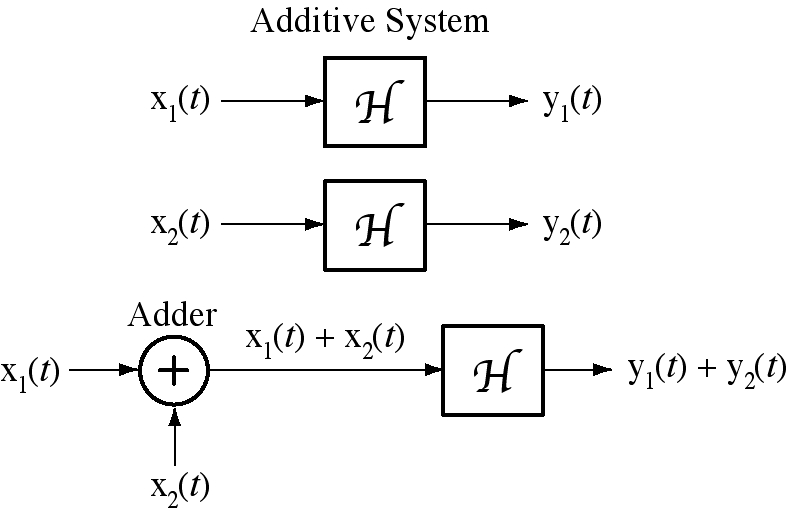 Additive System
x₁(t) ℋ y₁(t)
x₂(t) ℋ y₂(t)
Adder
x₁(t) + x₁(t) + x₂(t) ℋ y₁(t) + y₂(t)
x₂(t)